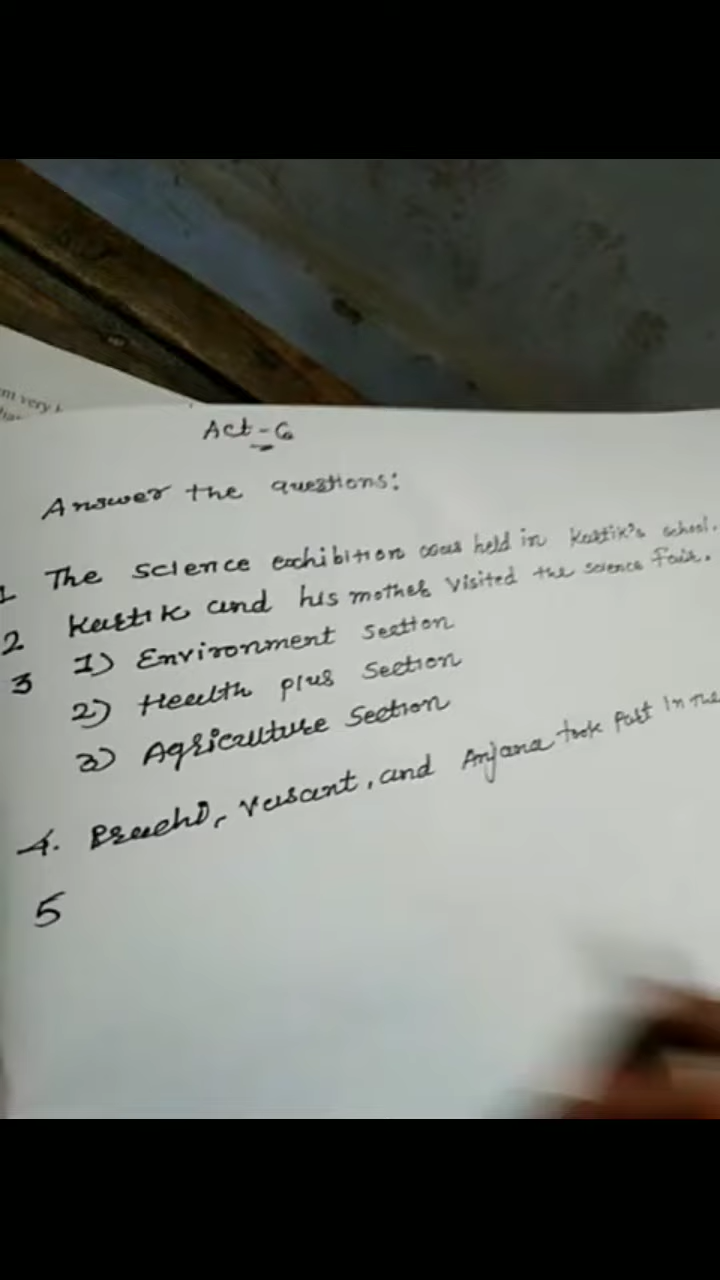 m very
Act-6
Answer the questions:
1 The science exhibition was held in Kartik's school.
2 Kartik and his mother visited the science fair.
3 1) Environment section
2) Health plus section
3) Agriculture section
4. Prachi, Vasant, and Anjana took part in the
5